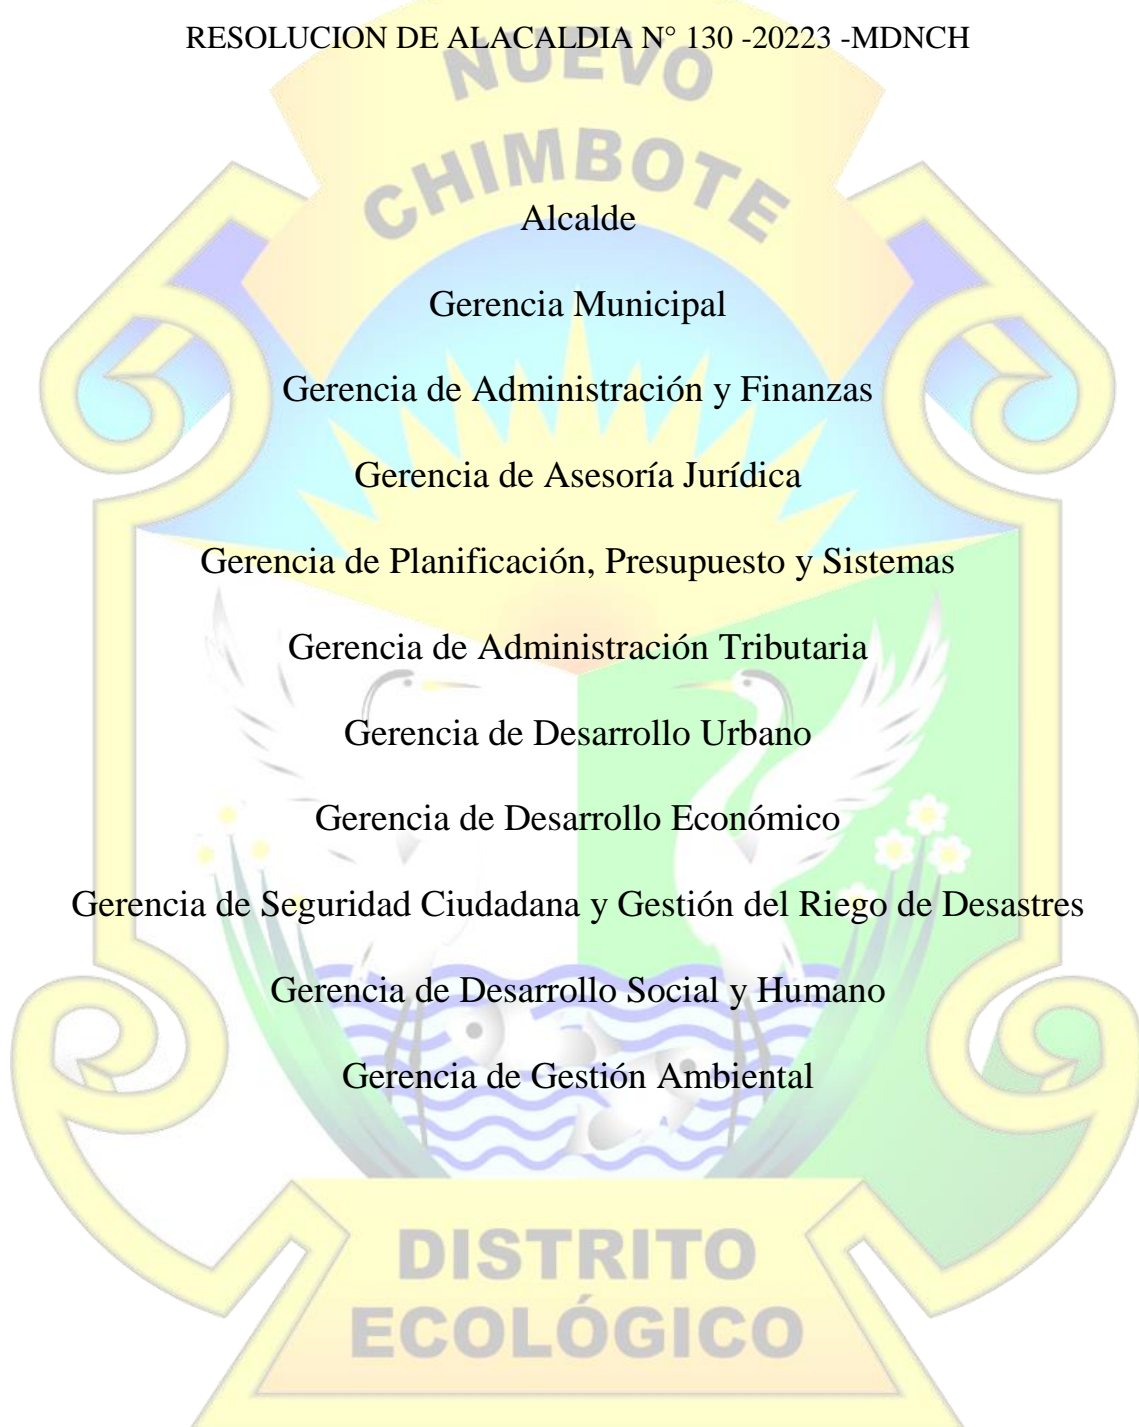 RESOLUCION DE ALACALDIA N° 130 -20223 -MDNCH
NUEVO
CHIMBOTE
Alcalde
Gerencia Municipal
Gerencia de Administración y Finanzas
Gerencia de Asesoría Jurídica
Gerencia de Planificación, Presupuesto y Sistemas
Gerencia de Administración Tributaria
Gerencia de Desarrollo Urbano
Gerencia de Desarrollo Económico
Gerencia de Seguridad Ciudadana y Gestión del Riego de Desastres
Gerencia de Desarrollo Social y Humano
Gerencia de Gestión Ambiental
DISTRITO
ECOLÓGICO